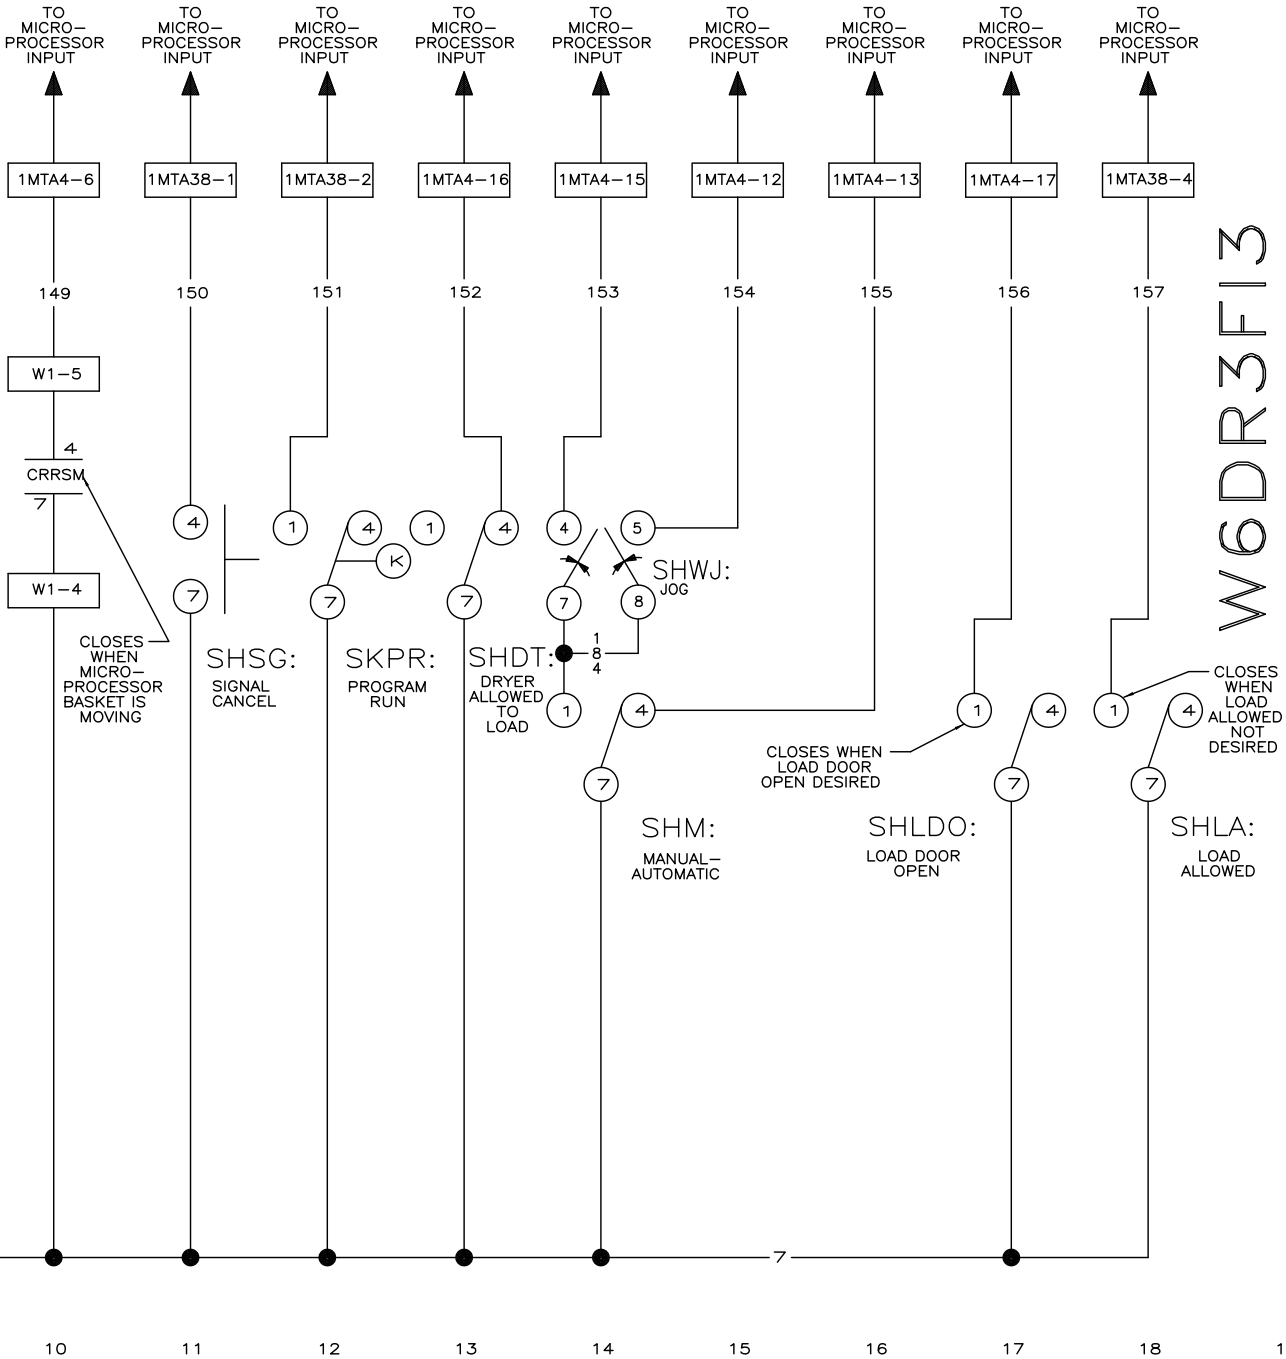 TO
MICRO-
PROCESSOR
INPUT
TO
MICRO-
PROCESSOR
INPUT
TO
MICRO-
PROCESSOR
INPUT
TO
MICRO-
PROCESSOR
INPUT
TO
MICRO-
PROCESSOR
INPUT
TO
MICRO-
PROCESSOR
INPUT
TO
MICRO-
PROCESSOR
INPUT
TO
MICRO-
PROCESSOR
INPUT
TO
MICRO-
PROCESSOR
INPUT
1MTA4-6
1MTA38-1
1MTA38-2
1MTA4-16
1MTA4-15
1MTA4-12
1MTA4-13
1MTA4-17
1MTA38-4
149
150
151
152
153
154
155
156
157
W6DR3FI3
W1-5
4
CRRSM
7
W1-4
CLOSES
WHEN
MICRO-
PROCESSOR
BASKET IS
MOVING
4
7
SHSG:
SIGNAL
CANCEL
1
4
K
7
SKPR:
PROGRAM
RUN
1
4
7
SHDT:
DRYER
ALLOWED
TO
LOAD
4
5
7
8
SHWJ:
JOG
1
8
4
1
4
7
SHM:
MANUAL-
AUTOMATIC
CLOSES WHEN
LOAD DOOR
OPEN DESIRED
1
4
7
SHLDO:
LOAD DOOR
OPEN
1
4
7
CLOSES
WHEN
LOAD
ALLOWED
NOT
DESIRED
SHLA:
LOAD
ALLOWED
7
10
11
12
13
14
15
16
17
18
1